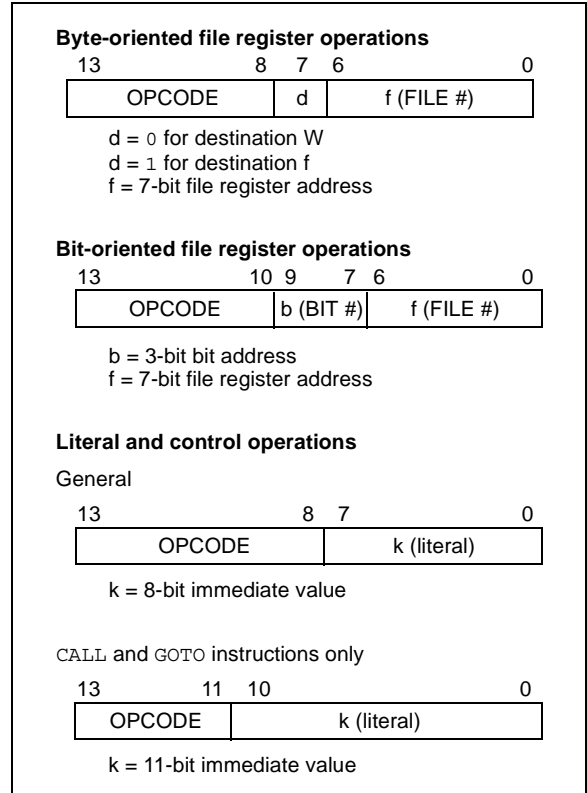 Byte-oriented file register operations
13 8 7 6 0
OPCODE d f (FILE #)
d = 0 for destination W
d = 1 for destination f
f = 7-bit file register address
Bit-oriented file register operations
13 10 9 7 6 0
OPCODE b (BIT #) f (FILE #)
b = 3-bit bit address
f = 7-bit file register address
Literal and control operations
General
13 8 7 0
OPCODE k (literal)
k = 8-bit immediate value
CALL and GOTO instructions only
13 11 10 0
OPCODE k (literal)
k = 11-bit immediate value